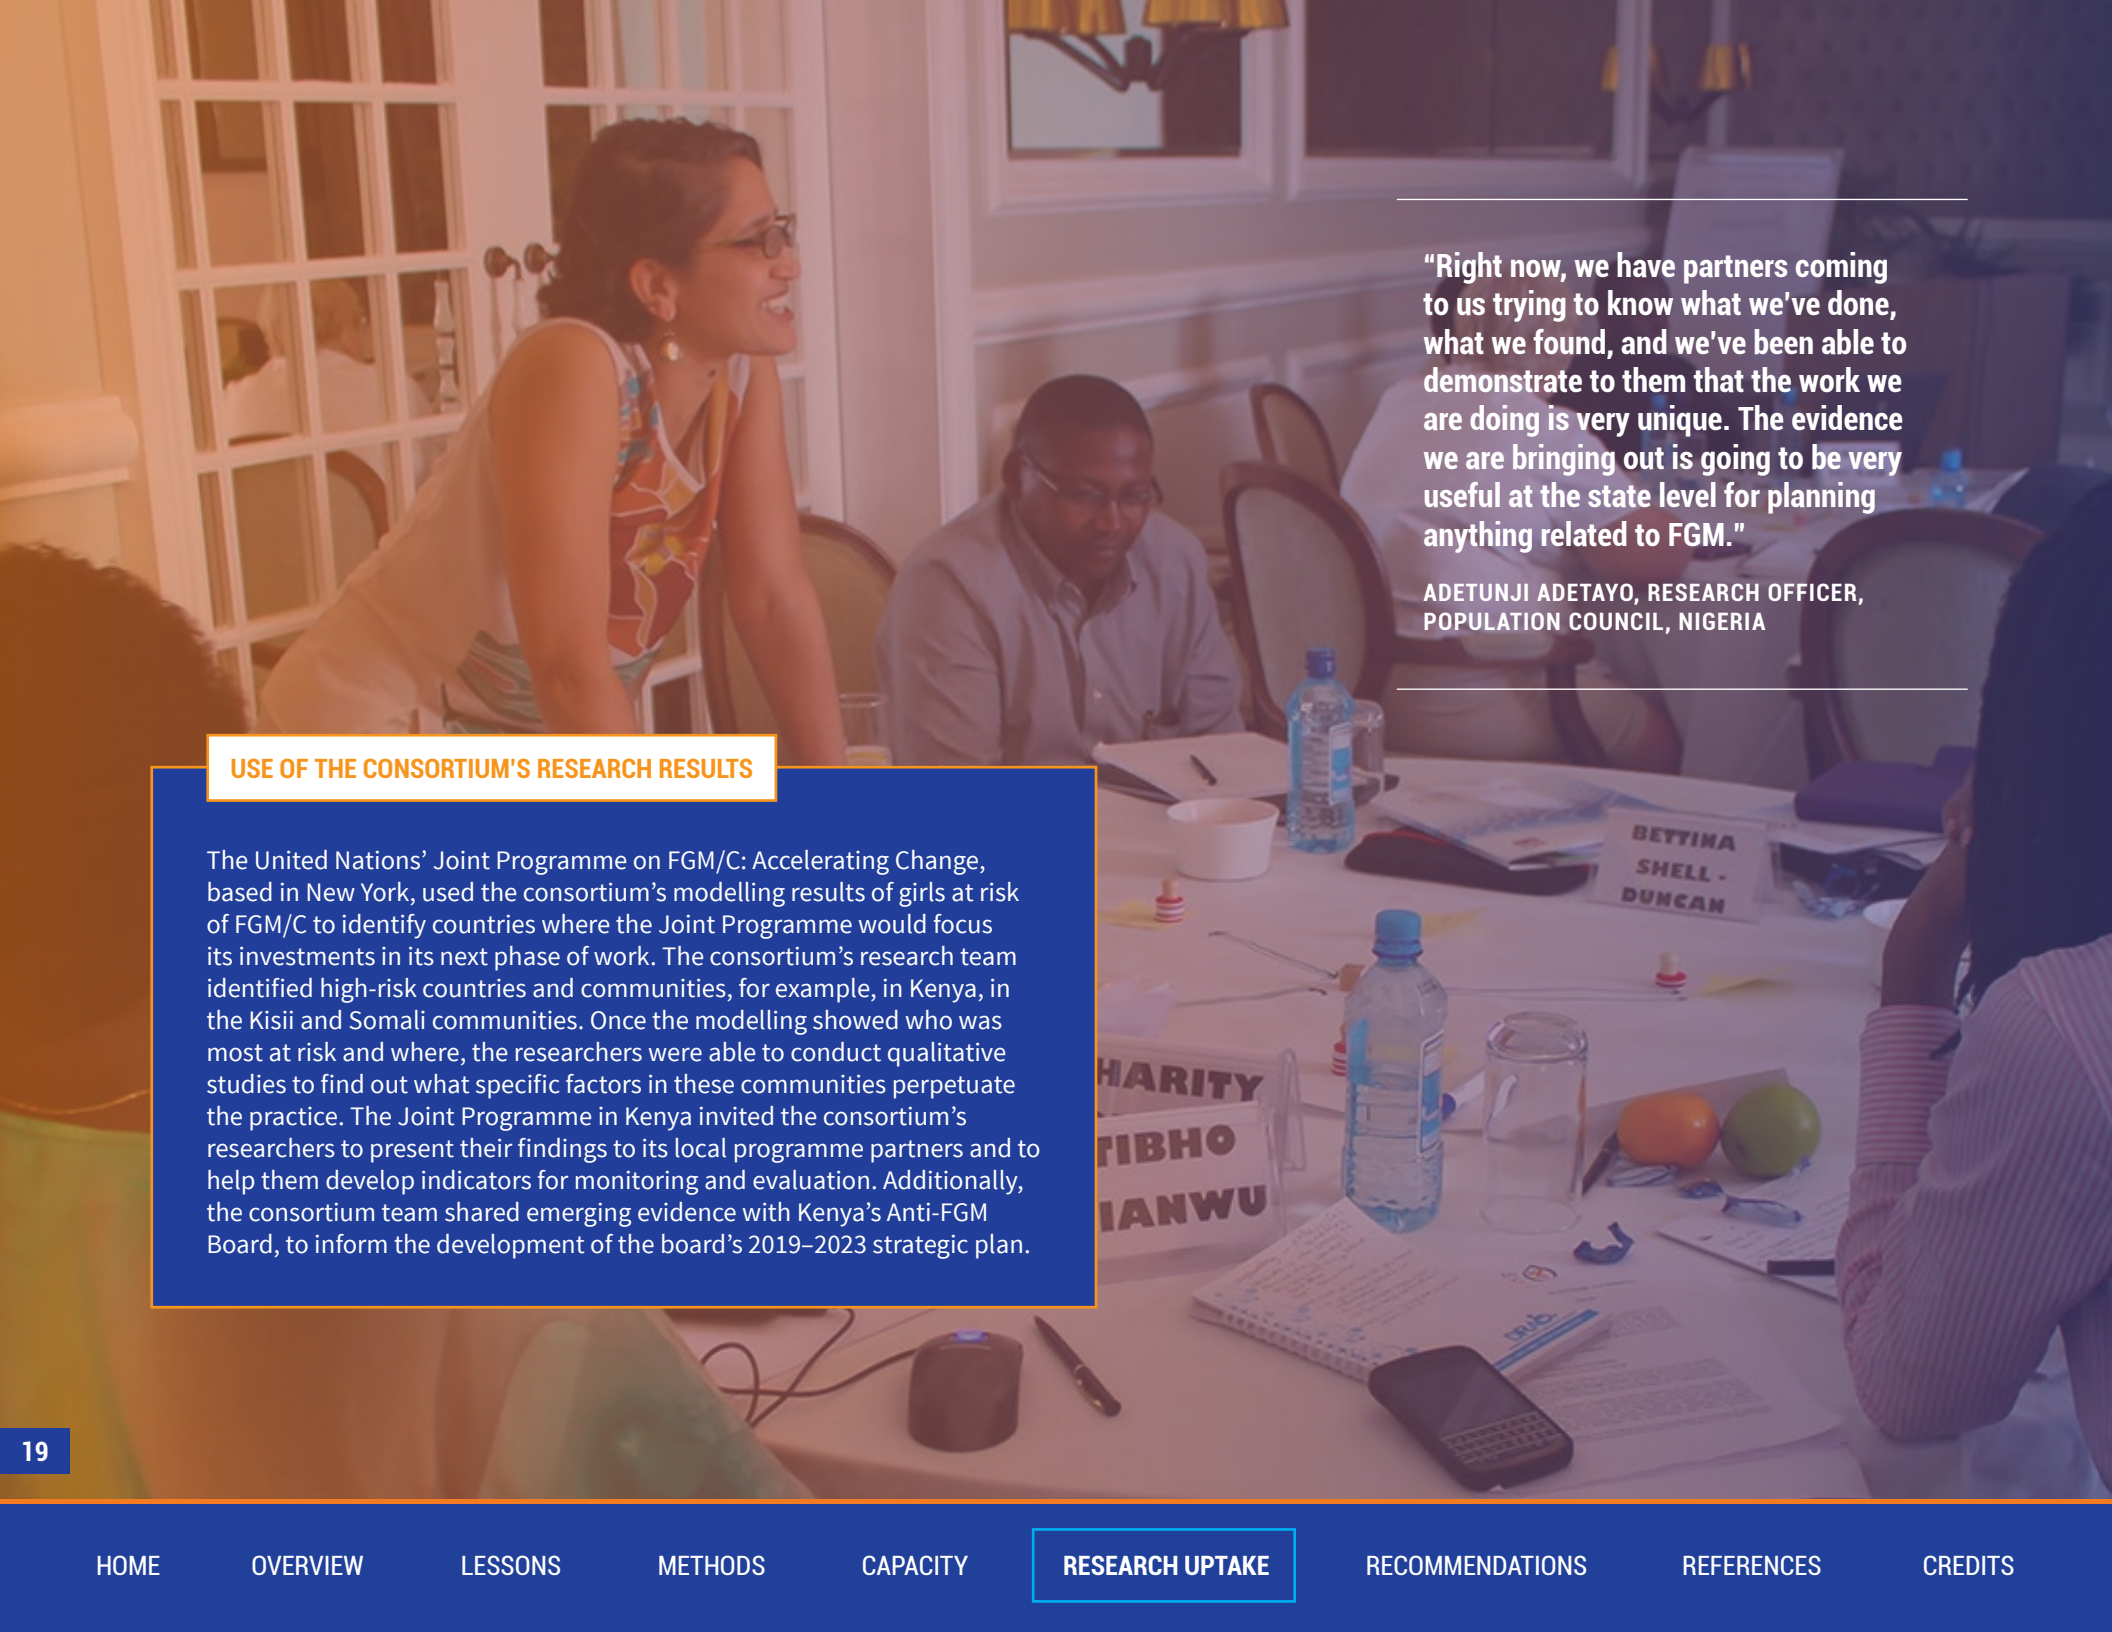 “Right now, we have partners coming
to us trying to know what we’ve done,
what we found, and we’ve been able to
demonstrate to them that the work we
are doing is very unique. The evidence
we are bringing out is going to be very
useful at the state level for planning
anything related to FGM.”
ADETUNJI ADETAYO, RESEARCH OFFICER,
POPULATION COUNCIL, NIGERIA
USE OF THE CONSORTIUM'S RESEARCH RESULTS
The United Nations’ Joint Programme on FGM/C: Accelerating Change,
based in New York, used the consortium’s modelling results of girls at risk
of FGM/C to identify countries where the Joint Programme would focus
its investments in its next phase of work. The consortium’s research team
identified high-risk countries and communities, for example, in Kenya, in
the Kisii and Somali communities. Once the modelling showed who was
most at risk and where, the researchers were able to conduct qualitative
studies to find out what specific factors in these communities perpetuate
the practice. The Joint Programme in Kenya invited the consortium’s
researchers to present their findings to its local programme partners and to
help them develop indicators for monitoring and evaluation. Additionally,
the consortium team shared emerging evidence with Kenya’s Anti-FGM
Board, to inform the development of the board’s 2019–2023 strategic plan.
BETTINA
SHELL -
DUNCAN
HARITY
TIBHO
IANWU
19
HOME OVERVIEW LESSONS METHODS CAPACITY RESEARCH UPTAKE RECOMMENDATIONS REFERENCES CREDITS